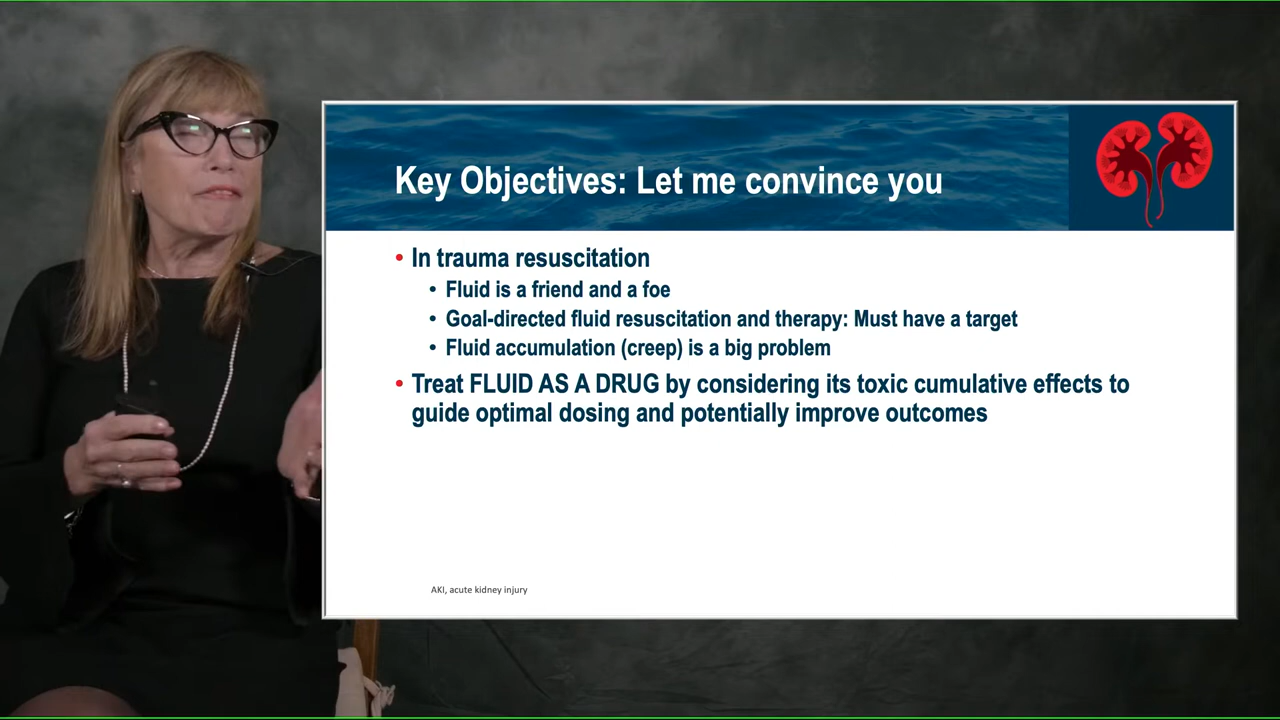 Key Objectives: Let me convince you
• In trauma resuscitation
• Fluid is a friend and a foe
• Goal-directed fluid resuscitation and therapy: Must have a target
• Fluid accumulation (creep) is a big problem
• Treat FLUID AS A DRUG by considering its toxic cumulative effects to
guide optimal dosing and potentially improve outcomes
AKI, acute kidney injury